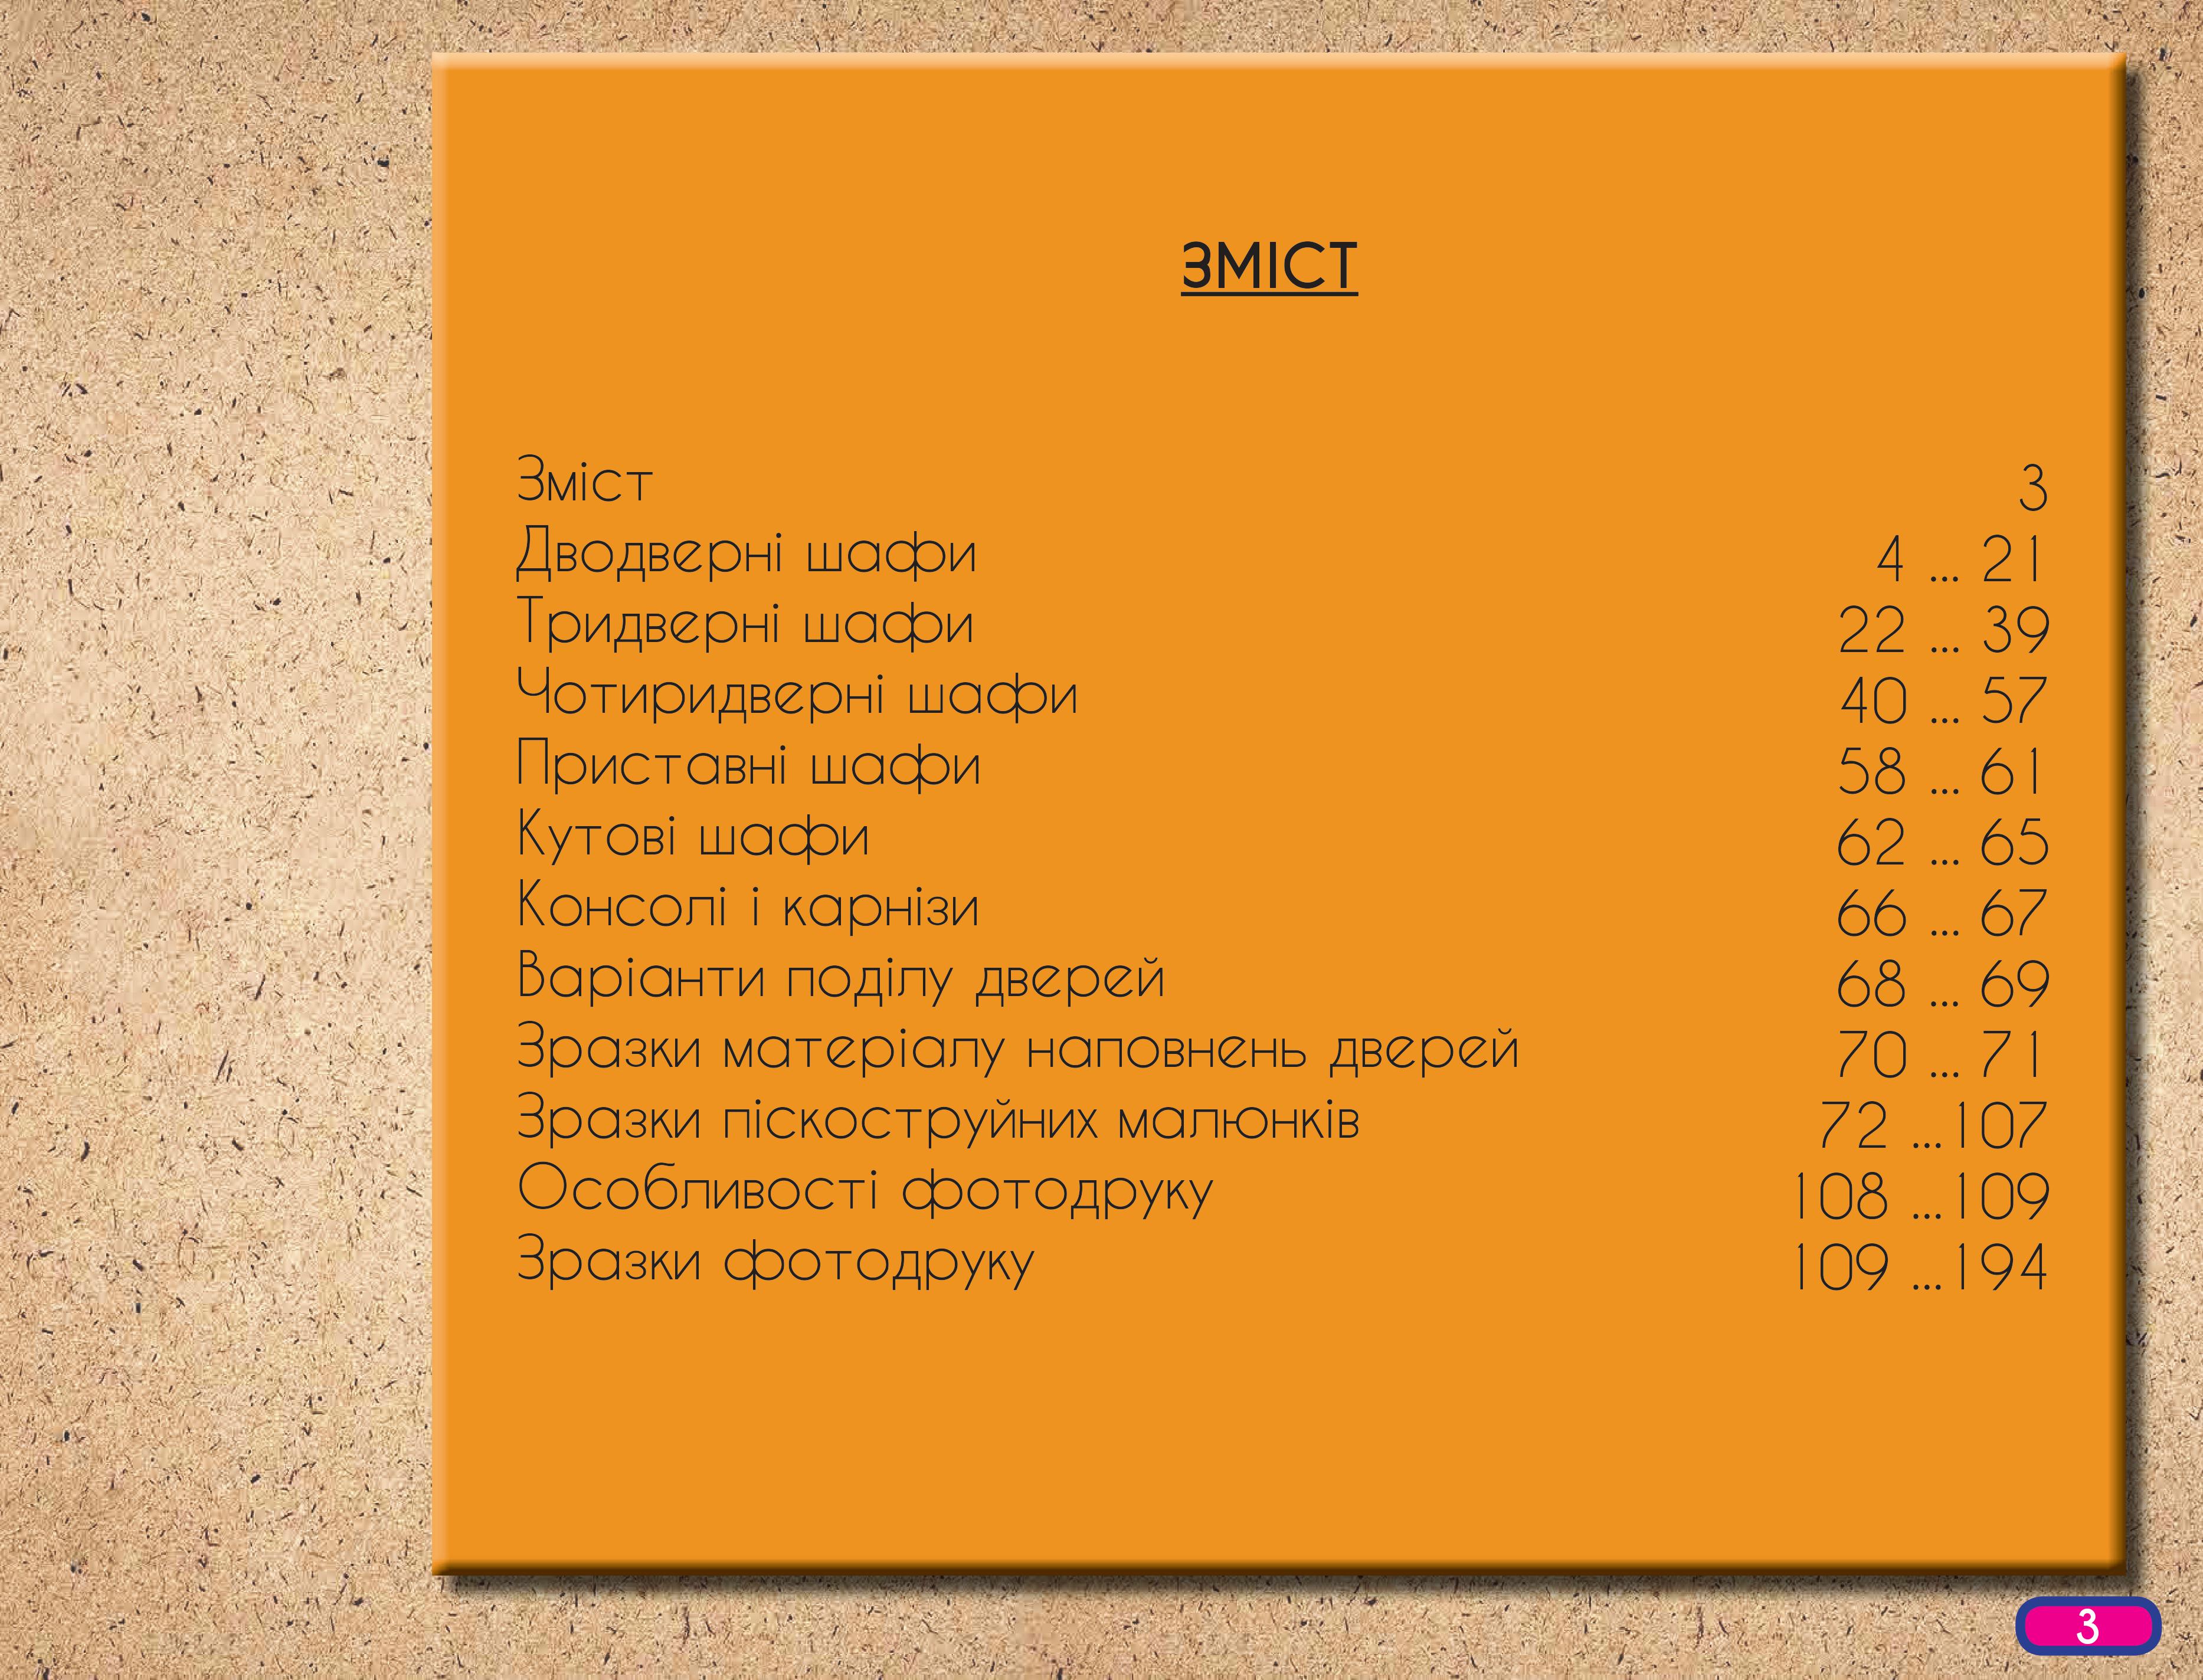 ЗМІСТ
Зміст 3
Дводверні шафи 4 ... 21
Тридверні шафи 22 ... 39
Чотиридверні шафи 40 ... 57
Приставні шафи 58 ... 61
Кутові шафи 62 ... 65
Консолі і карнізи 66 ... 67
Варіанти поділу дверей 68 ... 69
Зразки матеріалу наповнень дверей 70 ... 71
Зразки піскоструйних малюнків 72 ...107
Особливості фотодруку 108 ...109
Зразки фотодруку 109 ...194
3